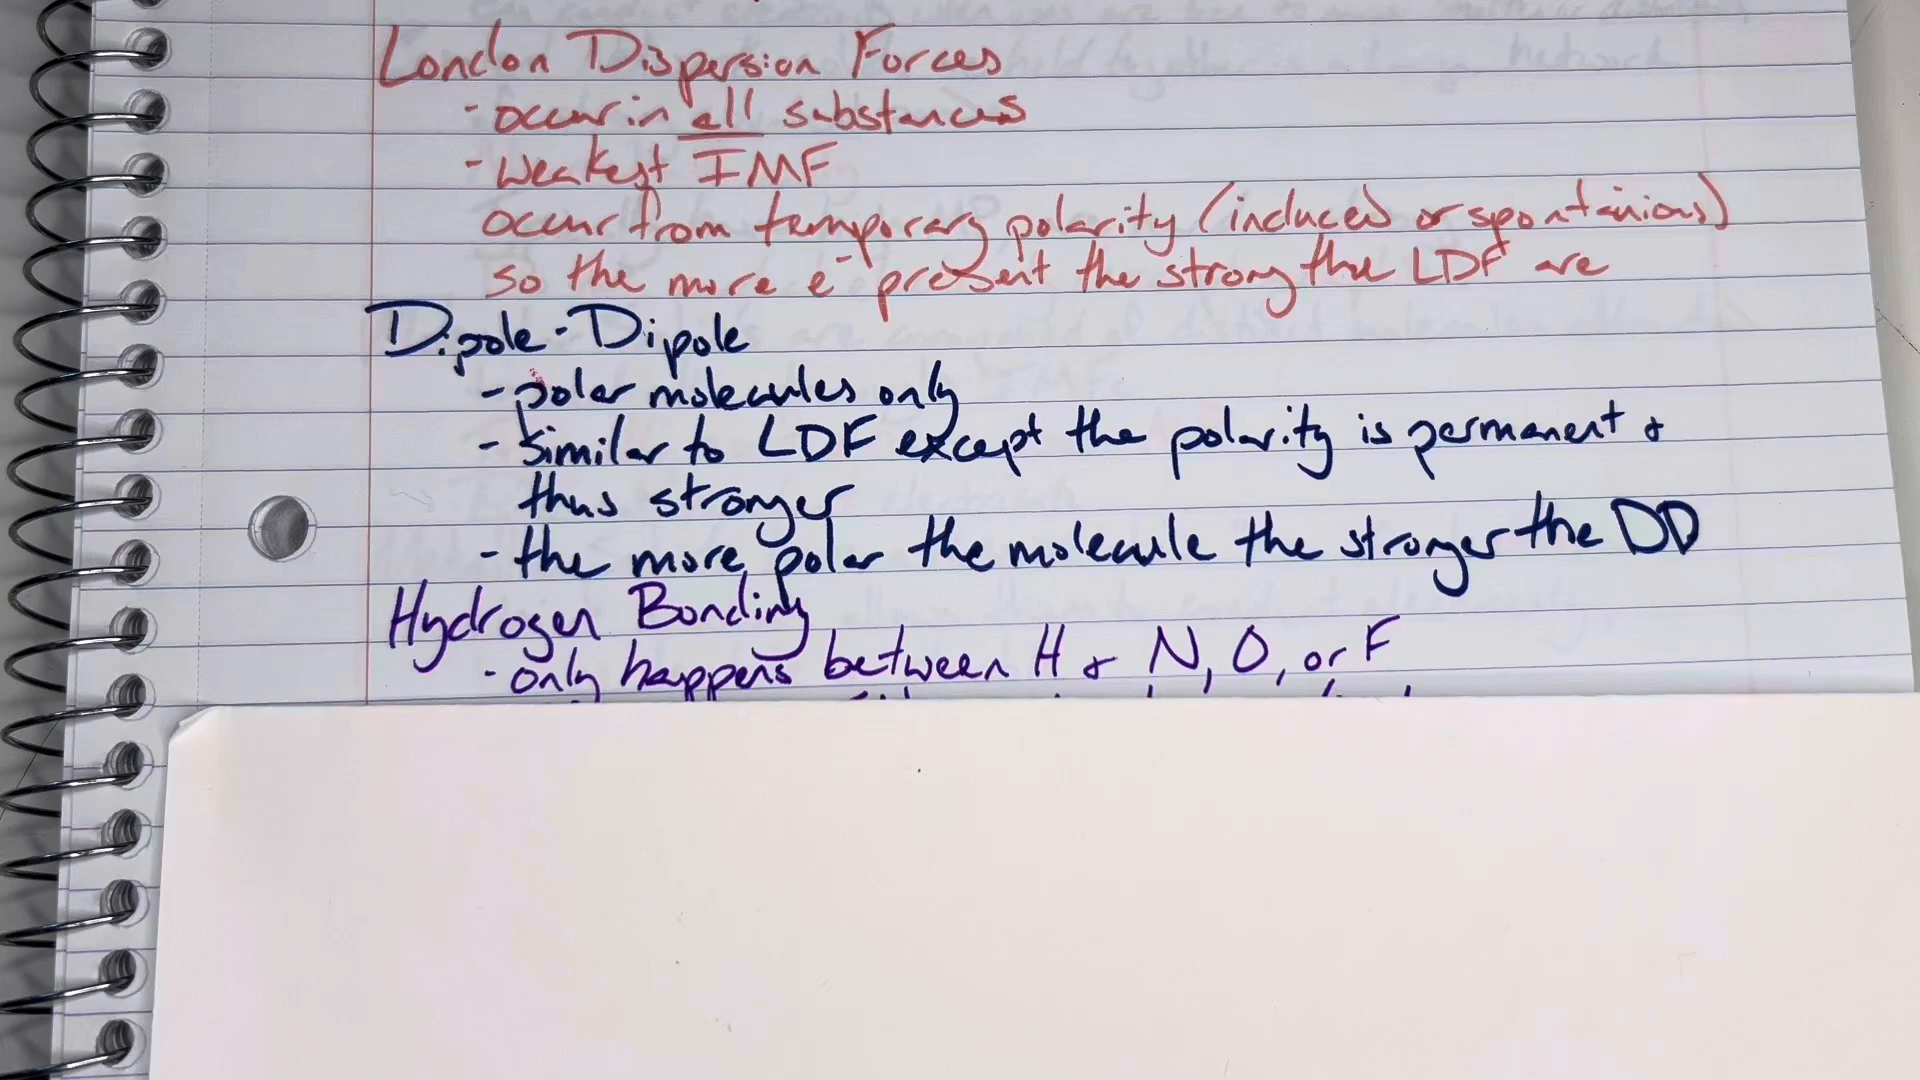 London Dispersion Forces
- occur in all substances
- weakest IMF
occur from temporary polarity (induced or spontanious)
so the more e⁻ present the strong the LDF are
Dipole-Dipole
- polar molecules only
- similar to LDF except the polarity is permanent &
thus stronger
- the more polar the molecule the stronger the DD
Hydrogen Bonding
- only happens between H & N, O, or F